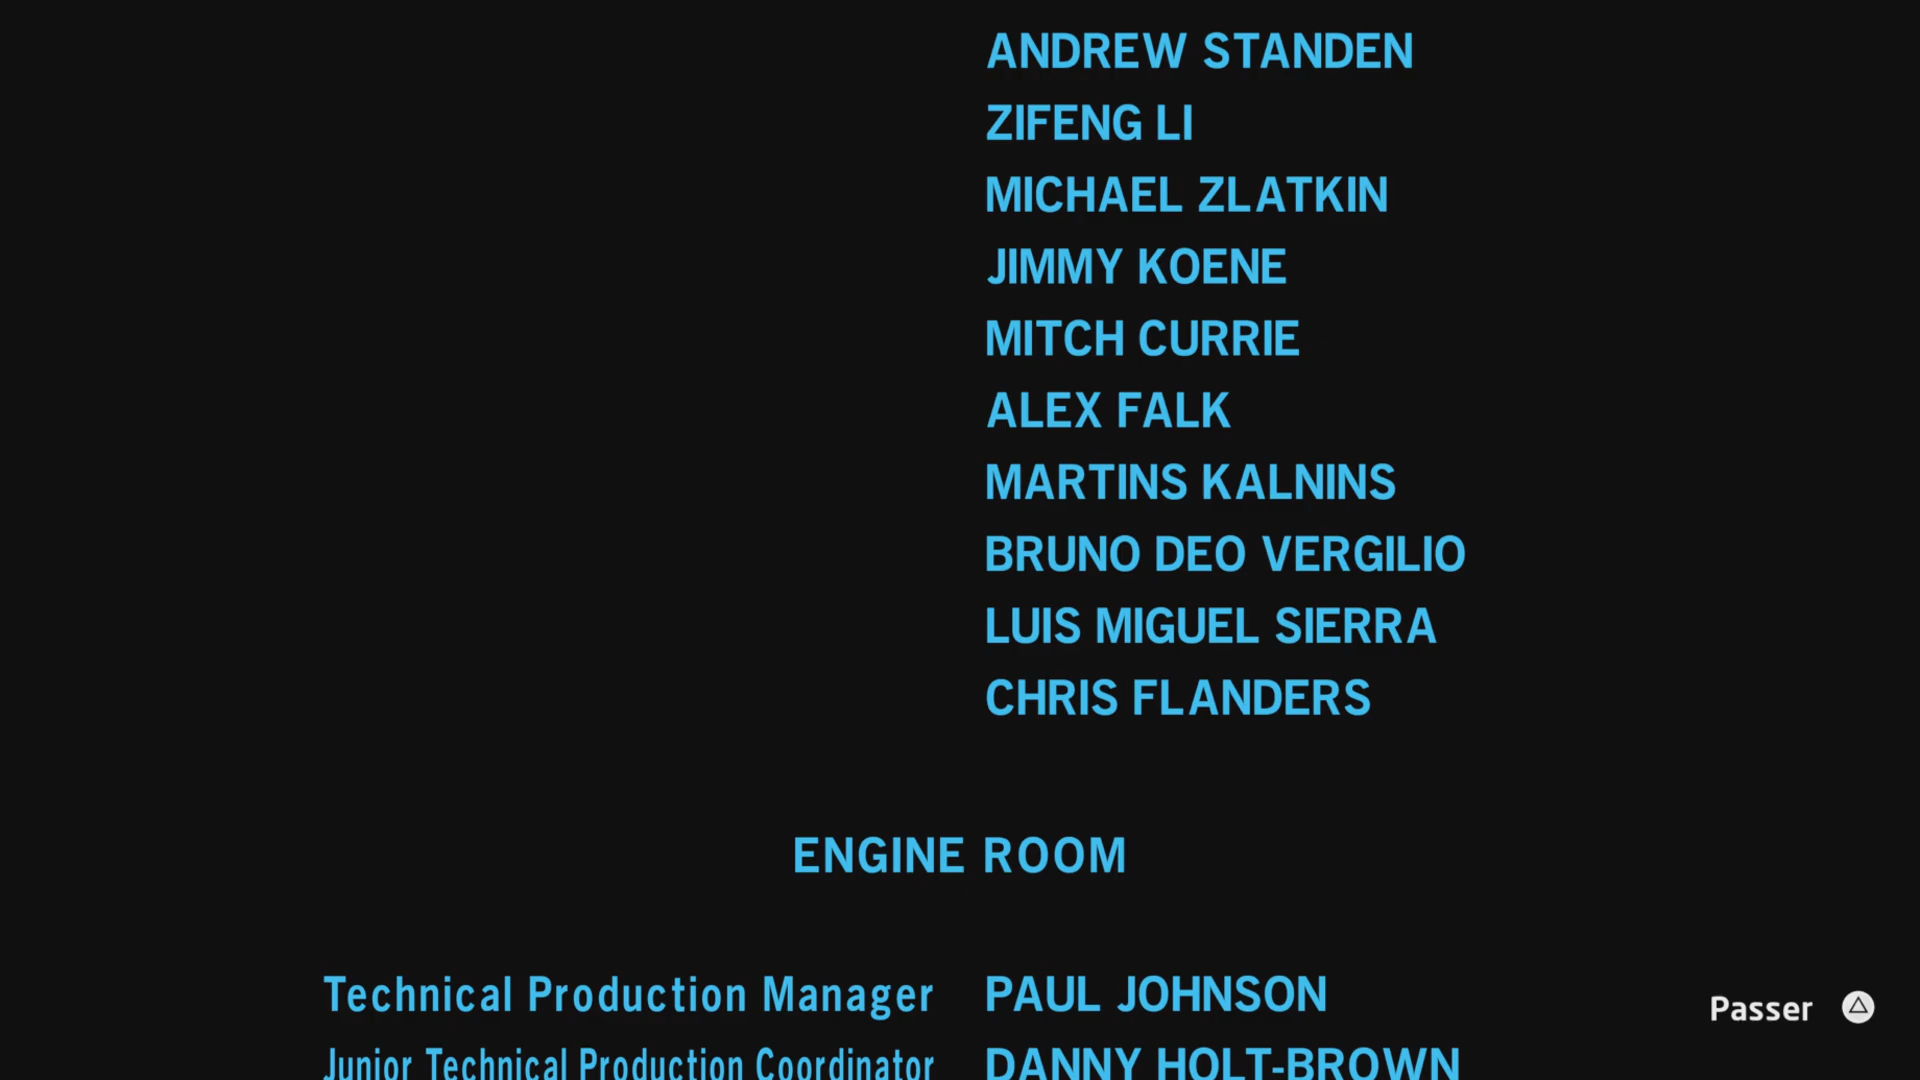 ANDREW STANDEN
ZIFENG LI
MICHAEL ZLATKIN
JIMMY KOENE
MITCH CURRIE
ALEX FALK
MARTINS KALNINS
BRUNO DEO VERGILIO
LUIS MIGUEL SIERRA
CHRIS FLANDERS
ENGINE ROOM
Technical Production Manager PAUL JOHNSON
Passer
Junior Technical Production Coordinator DANNY HOLT-BROWN